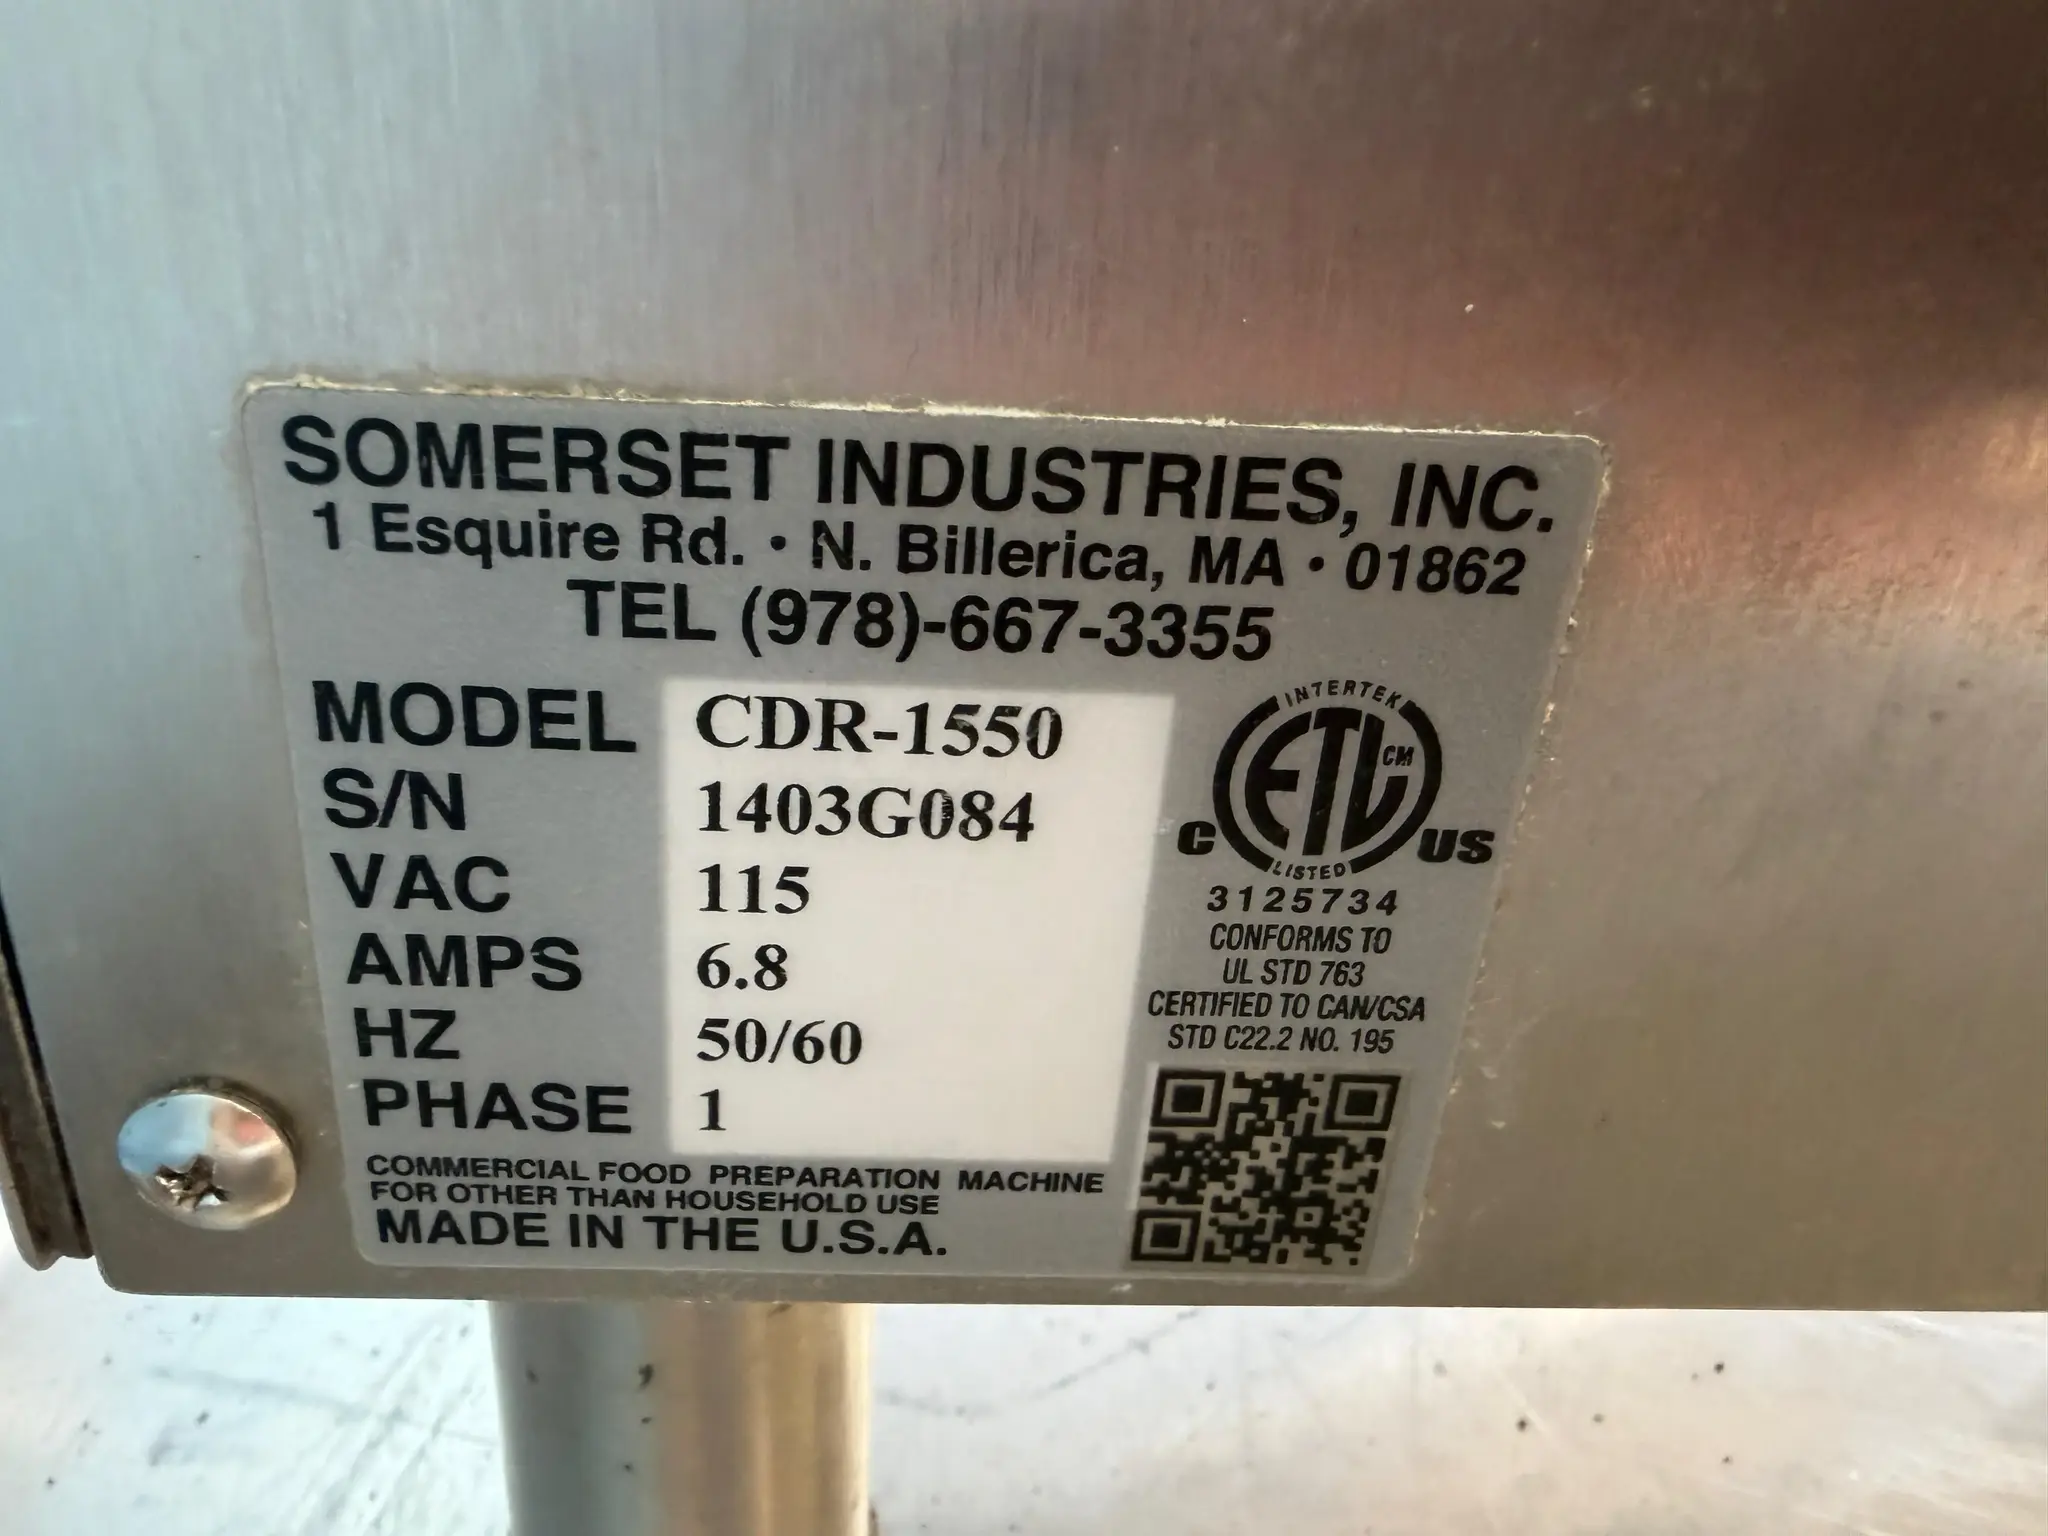 SOMERSET INDUSTRIES, INC.
1 Esquire Rd. • N. Billerica, MA • 01862
TEL (978)-667-3355
MODEL CDR-1550
S/N 1403G084
VAC 115
AMPS 6.8
HZ 50/60
PHASE 1
COMMERCIAL FOOD PREPARATION MACHINE
FOR OTHER THAN HOUSEHOLD USE
MADE IN THE U.S.A.
INTERTEK
ETL CM
C US
LISTED
3125734
CONFORMS TO
UL STD 763
CERTIFIED TO CAN/CSA
STD C22.2 NO. 195